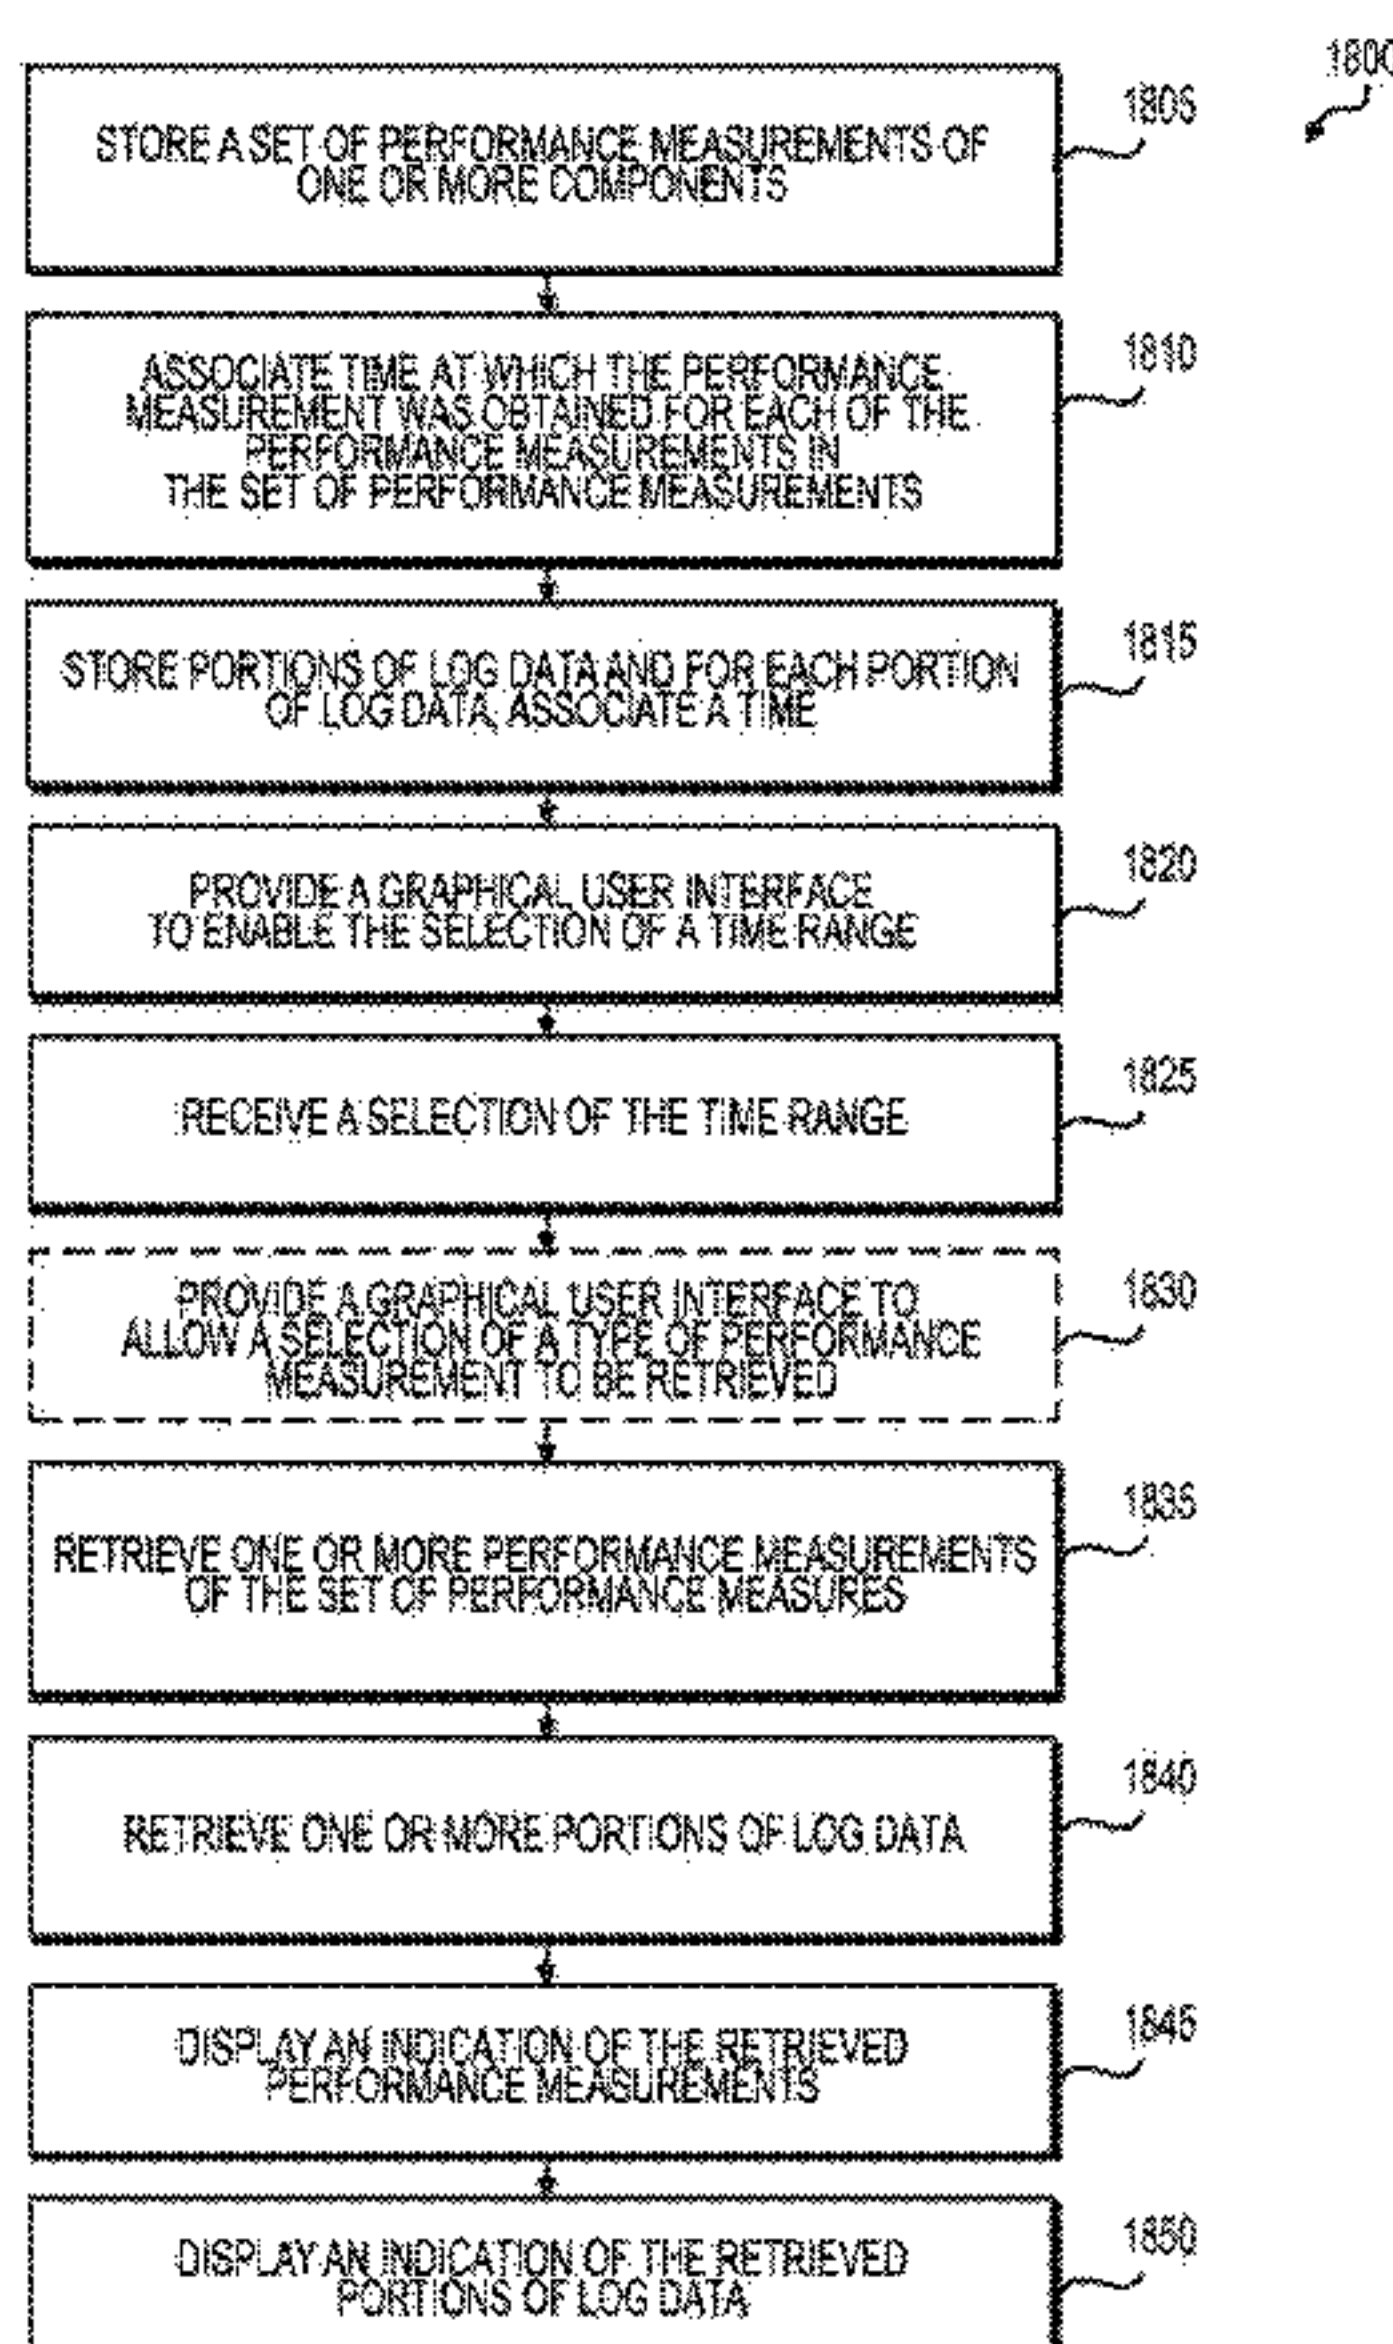 1800
1805
STORE A SET OF PERFORMANCE MEASUREMENTS OF
ONE OR MORE COMPONENTS
1810
ASSOCIATE TIME AT WHICH THE PERFORMANCE
MEASUREMENT WAS OBTAINED FOR EACH OF THE
PERFORMANCE MEASUREMENTS IN
THE SET OF PERFORMANCE MEASUREMENTS
1815
STORE PORTIONS OF LOG DATA AND FOR EACH PORTION
OF LOG DATA, ASSOCIATE A TIME
1820
PROVIDE A GRAPHICAL USER INTERFACE
TO ENABLE THE SELECTION OF A TIME RANGE
1825
RECEIVE A SELECTION OF THE TIME RANGE
1830
PROVIDE A GRAPHICAL USER INTERFACE TO
ALLOW A SELECTION OF A TYPE OF PERFORMANCE
MEASUREMENT TO BE RETRIEVED
1835
RETRIEVE ONE OR MORE PERFORMANCE MEASUREMENTS
OF THE SET OF PERFORMANCE MEASURES
1840
RETRIEVE ONE OR MORE PORTIONS OF LOG DATA
1845
DISPLAY AN INDICATION OF THE RETRIEVED
PERFORMANCE MEASUREMENTS
1850
DISPLAY AN INDICATION OF THE RETRIEVED
PORTIONS OF LOG DATA